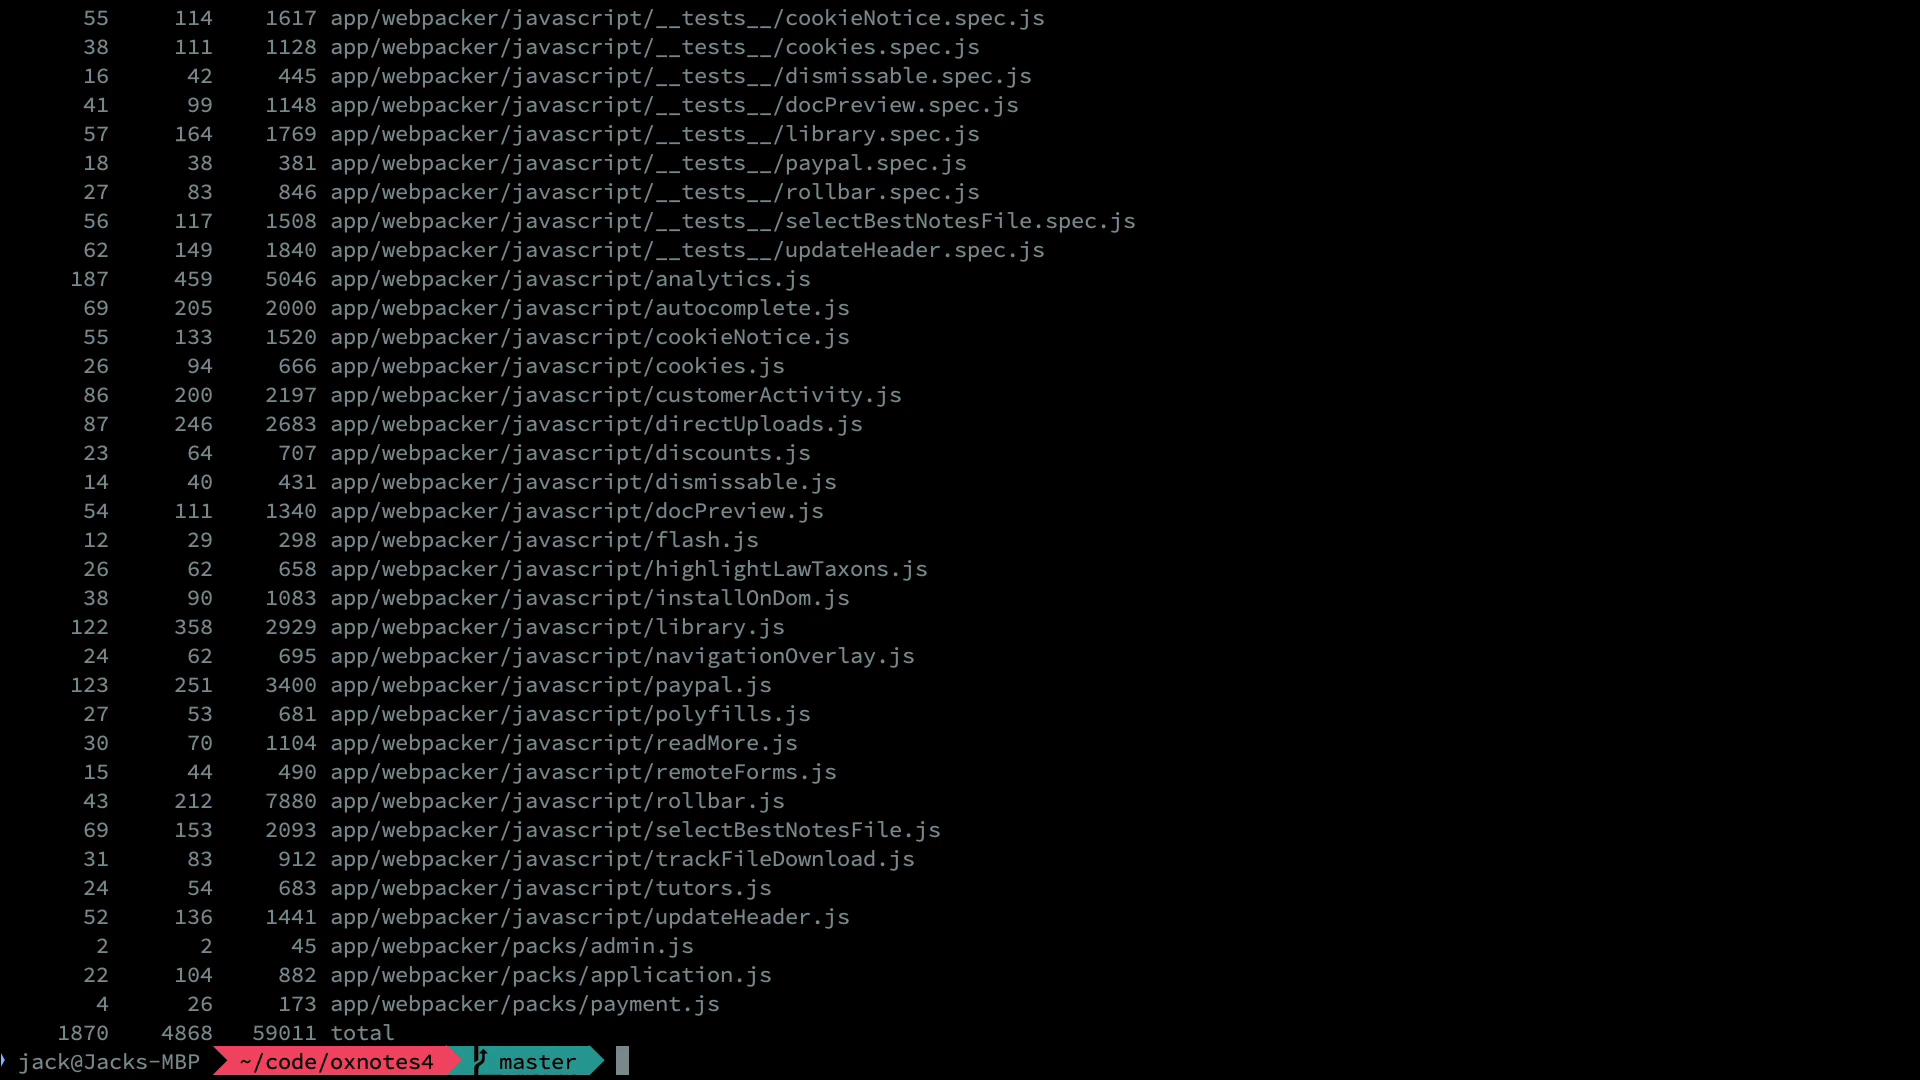 55 114 1617 app/webpacker/javascript/__tests__/cookieNotice.spec.js
38 111 1128 app/webpacker/javascript/__tests__/cookies.spec.js
16 42 445 app/webpacker/javascript/__tests__/dismissable.spec.js
41 99 1148 app/webpacker/javascript/__tests__/docPreview.spec.js
57 164 1769 app/webpacker/javascript/__tests__/library.spec.js
18 38 381 app/webpacker/javascript/__tests__/paypal.spec.js
27 83 846 app/webpacker/javascript/__tests__/rollbar.spec.js
56 117 1508 app/webpacker/javascript/__tests__/selectBestNotesFile.spec.js
62 149 1840 app/webpacker/javascript/__tests__/updateHeader.spec.js
187 459 5046 app/webpacker/javascript/analytics.js
69 205 2000 app/webpacker/javascript/autocomplete.js
55 133 1520 app/webpacker/javascript/cookieNotice.js
26 94 666 app/webpacker/javascript/cookies.js
86 200 2197 app/webpacker/javascript/customerActivity.js
87 246 2683 app/webpacker/javascript/directUploads.js
23 64 707 app/webpacker/javascript/discounts.js
14 40 431 app/webpacker/javascript/dismissable.js
54 111 1340 app/webpacker/javascript/docPreview.js
12 29 298 app/webpacker/javascript/flash.js
26 62 658 app/webpacker/javascript/highlightLawTaxons.js
38 90 1083 app/webpacker/javascript/installOnDom.js
122 358 2929 app/webpacker/javascript/library.js
24 62 695 app/webpacker/javascript/navigationOverlay.js
123 251 3400 app/webpacker/javascript/paypal.js
27 53 681 app/webpacker/javascript/polyfills.js
30 70 1104 app/webpacker/javascript/readMore.js
15 44 490 app/webpacker/javascript/remoteForms.js
43 212 7880 app/webpacker/javascript/rollbar.js
69 153 2093 app/webpacker/javascript/selectBestNotesFile.js
31 83 912 app/webpacker/javascript/trackFileDownload.js
24 54 683 app/webpacker/javascript/tutors.js
52 136 1441 app/webpacker/javascript/updateHeader.js
2 2 45 app/webpacker/packs/admin.js
22 104 882 app/webpacker/packs/application.js
4 26 173 app/webpacker/packs/payment.js
1870 4868 59011 total
jack@Jacks-MBP ~/code/oxnotes4 master